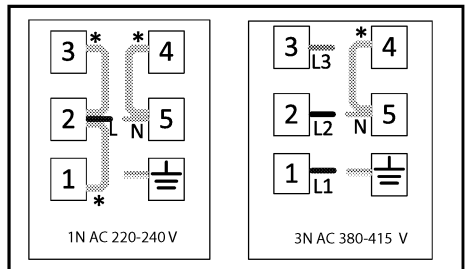 3 * * 4
2 L N 5
1 *
1N AC 220-240 V
3 L3 * 4
2 L2 N 5
1 L1
3N AC 380-415 V